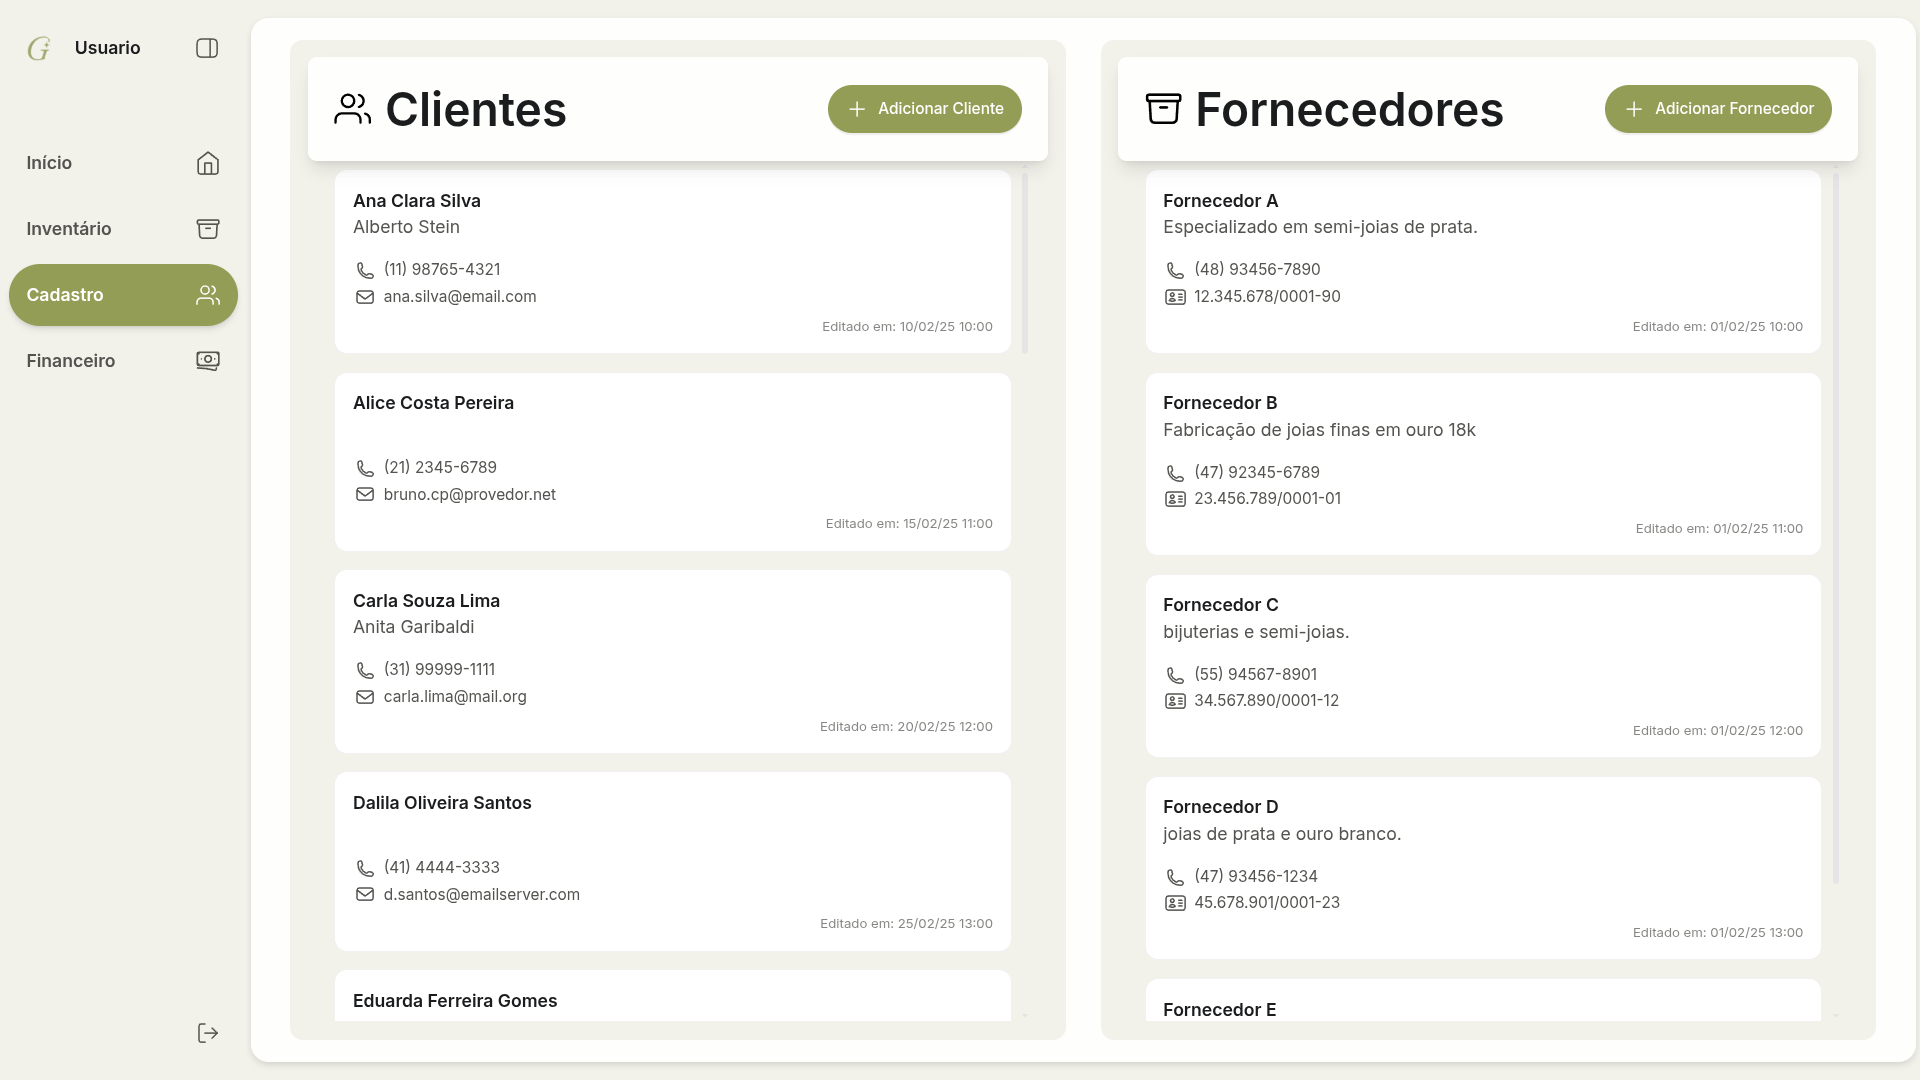 G Usuario
Início
Inventário
Cadastro
Financeiro
Clientes
Adicionar Cliente
Ana Clara Silva
Alberto Stein
(11) 98765-4321
ana.silva@email.com
Editado em: 10/02/25 10:00
Alice Costa Pereira
(21) 2345-6789
bruno.cp@provedor.net
Editado em: 15/02/25 11:00
Carla Souza Lima
Anita Garibaldi
(31) 99999-1111
carla.lima@mail.org
Editado em: 20/02/25 12:00
Dalila Oliveira Santos
(41) 4444-3333
d.santos@emailserver.com
Editado em: 25/02/25 13:00
Eduarda Ferreira Gomes
Fornecedores
Adicionar Fornecedor
Fornecedor A
Especializado em semi-joias de prata.
(48) 93456-7890
12.345.678/0001-90
Editado em: 01/02/25 10:00
Fornecedor B
Fabricação de joias finas em ouro 18k
(47) 92345-6789
23.456.789/0001-01
Editado em: 01/02/25 11:00
Fornecedor C
bijuterias e semi-joias.
(55) 94567-8901
34.567.890/0001-12
Editado em: 01/02/25 12:00
Fornecedor D
joias de prata e ouro branco.
(47) 93456-1234
45.678.901/0001-23
Editado em: 01/02/25 13:00
Fornecedor E